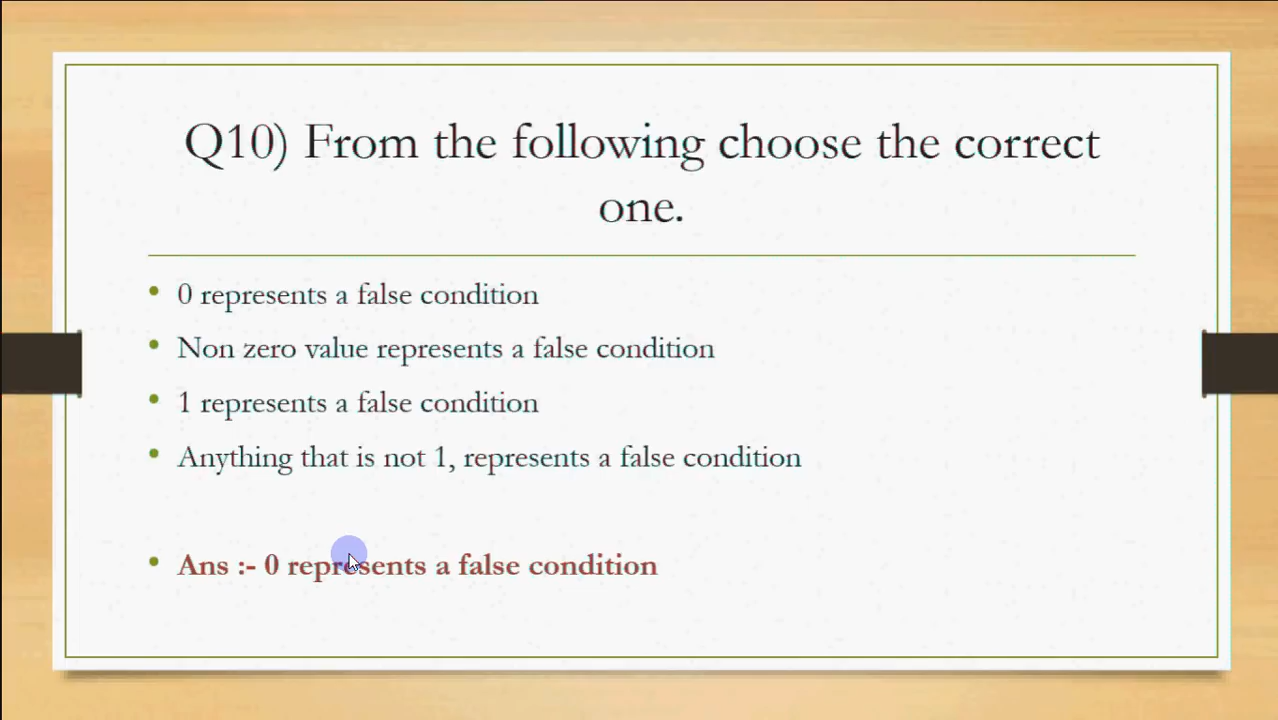 Q10) From the following choose the correct
one.
• 0 represents a false condition
• Non zero value represents a false condition
• 1 represents a false condition
• Anything that is not 1, represents a false condition
• Ans :- 0 represents a false condition